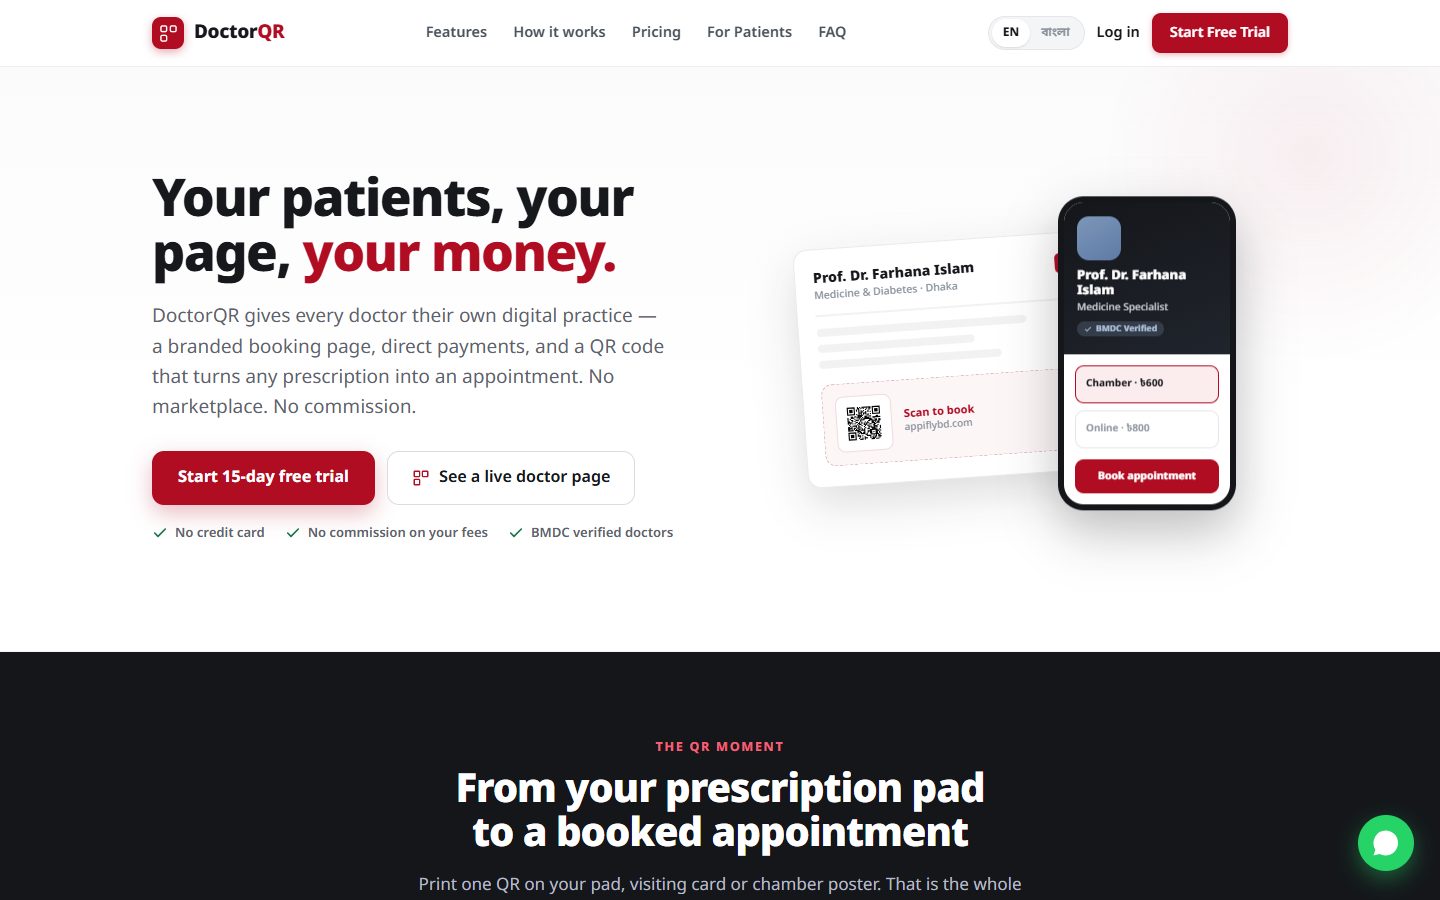 DoctorQR
Features
How it works
Pricing
For Patients
FAQ
EN
বাংলা
Log in
Start Free Trial
Your patients, your
page, your money.
DoctorQR gives every doctor their own digital practice —
a branded booking page, direct payments, and a QR code
that turns any prescription into an appointment. No
marketplace. No commission.
Start 15-day free trial
See a live doctor page
No credit card
No commission on your fees
BMDC verified doctors
Prof. Dr. Farhana Islam
Medicine & Diabetes · Dhaka
Scan to book
appiflybd.com
Prof. Dr. Farhana
Islam
Medicine Specialist
BMDC Verified
Chamber · ৳600
Online · ৳800
Book appointment
THE QR MOMENT
From your prescription pad
to a booked appointment
Print one QR on your pad, visiting card or chamber poster. That is the whole